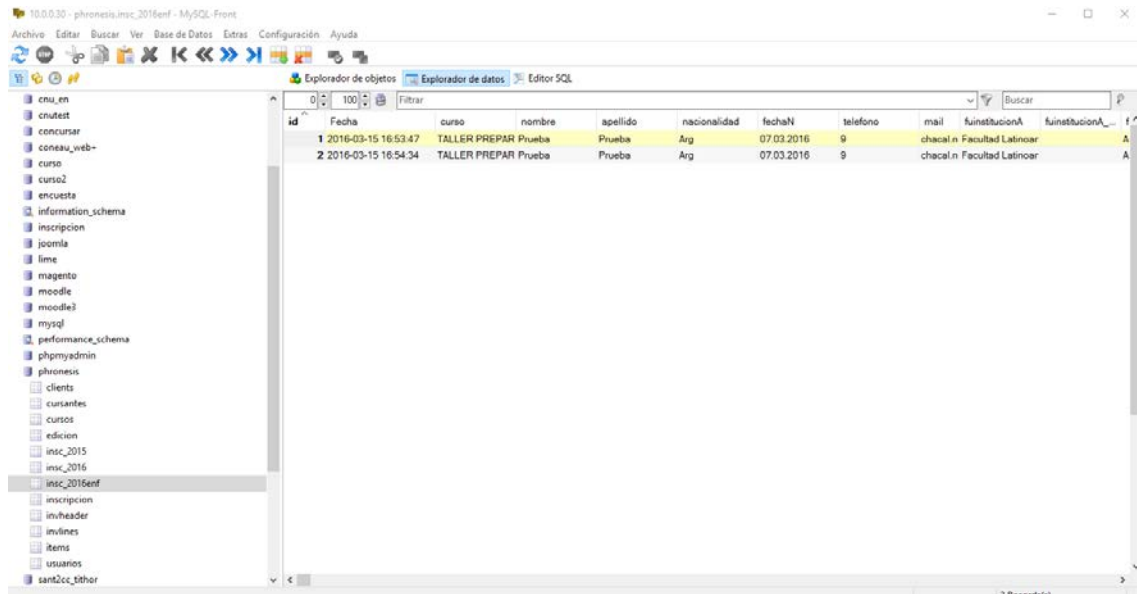 10.0.0.30 - phronesis.insc_2016enf - MySQL-Front
Archivo Editar Buscar Ver Base de Datos Extras Configuración Ayuda
STOP
Explorador de objetos Explorador de datos Editor SQL
0 100 Filtrar Buscar
id Fecha curso nombre apellido nacionalidad fechaN telefono mail fuinstitucionA fuinstitucionA_... f
1 2016-03-15 16:53:47 TALLER PREPAR Prueba Prueba Arg 07.03.2016 9 chacal.n Facultad Latinoar A
2 2016-03-15 16:54:34 TALLER PREPAR Prueba Prueba Arg 07.03.2016 9 chacal.n Facultad Latinoar A
cnu_en
cnutest
concursar
coneau_web-
curso
curso2
encuesta
information_schema
inscripcion
joomla
lime
magento
moodle
moodle3
mysql
performance_schema
phpmyadmin
phronesis
clients
cursantes
cursos
edicion
insc_2015
insc_2016
insc_2016enf
inscripcion
invheader
invlines
items
usuarios
sant2cc_tithor